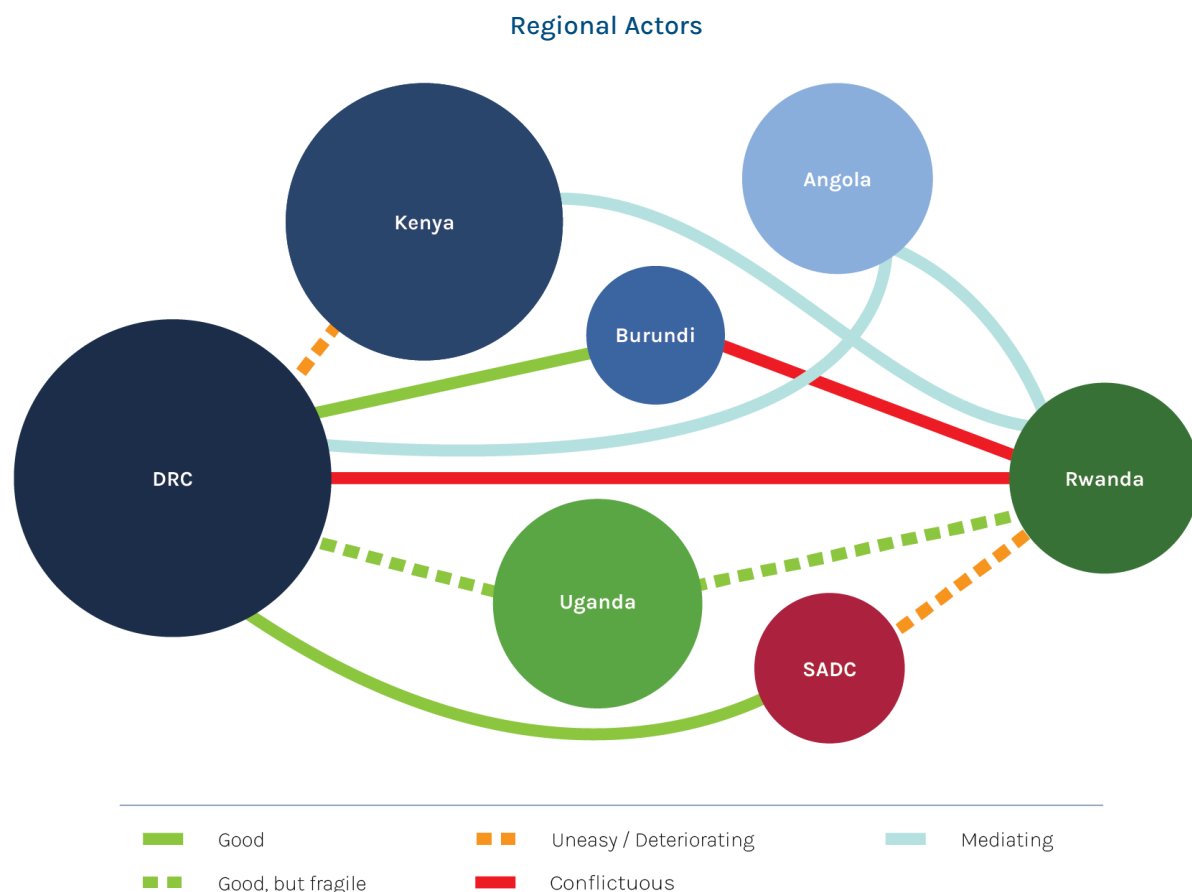 Regional Actors
Kenya
Angola
Burundi
DRC
Rwanda
Uganda
SADC
Good
Uneasy / Deteriorating
Mediating
Good, but fragile
Conflictuous